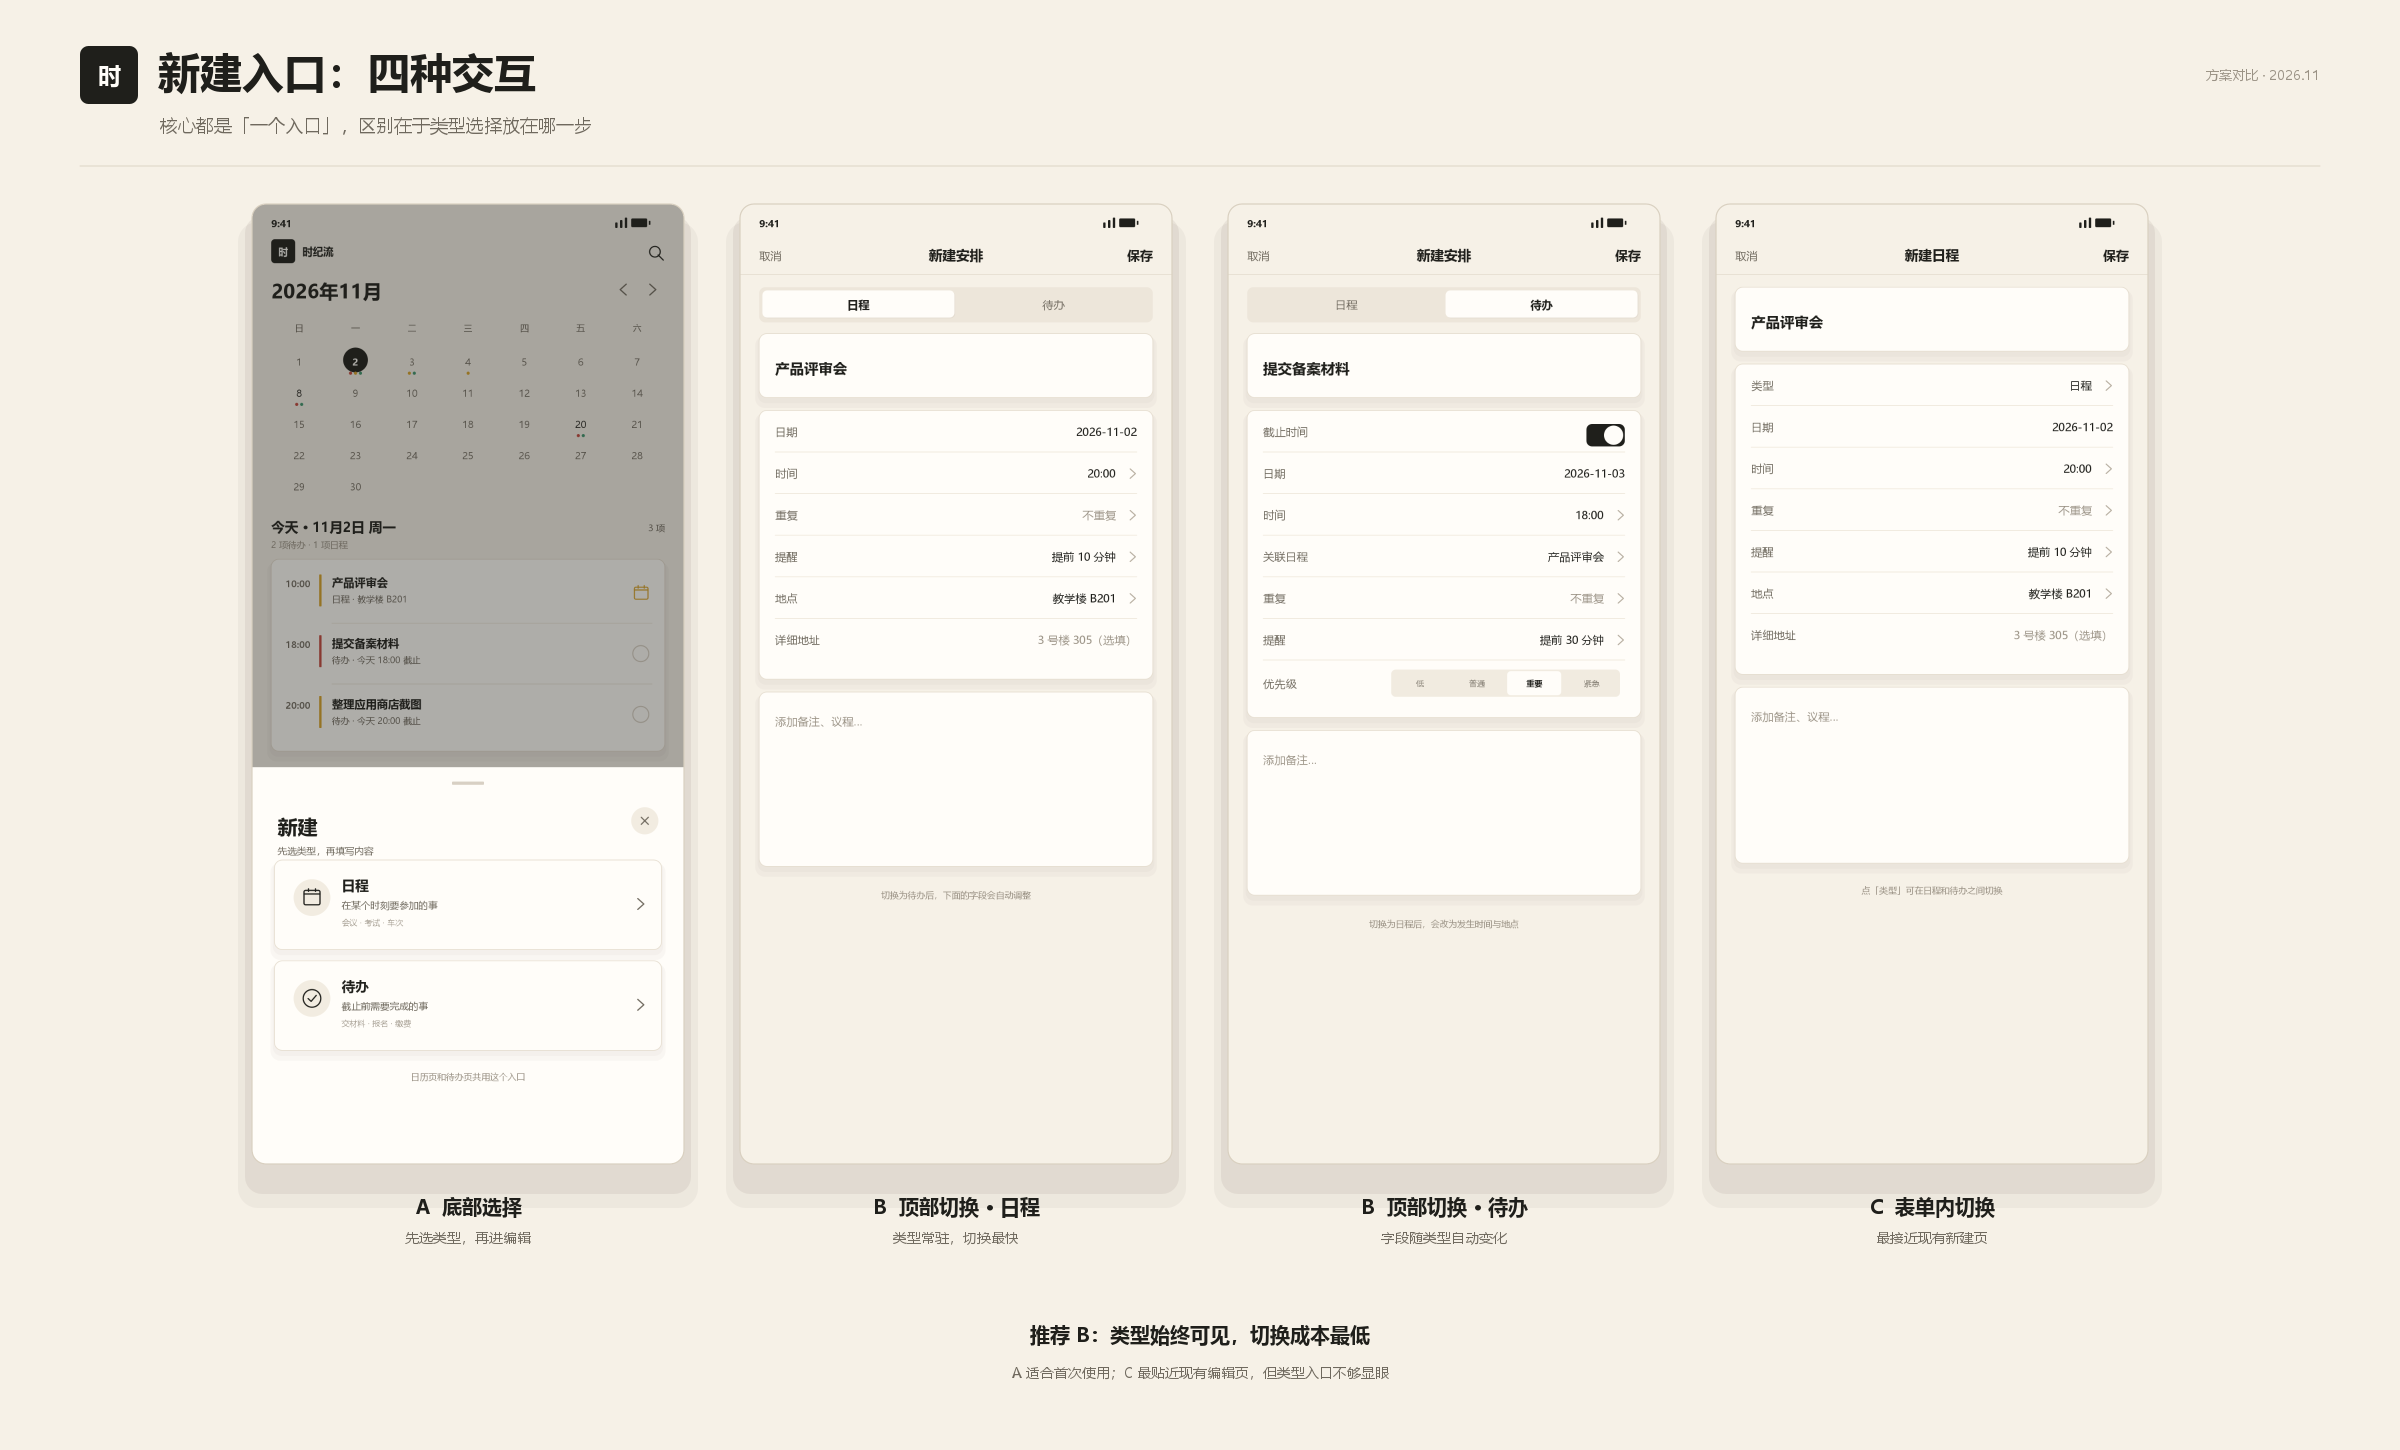 时
新建入口：四种交互
方案对比 · 2026.11
核心都是「一个入口」，区别在于类型选择放在哪一步
9:41
时 时纪流
2026年11月
日 一 二 三 四 五 六
1 2 3 4 5 6 7
8 9 10 11 12 13 14
15 16 17 18 19 20 21
22 23 24 25 26 27 28
29 30
今天 • 11月2日 周一
3 项
2 项待办 · 1 项日程
10:00 产品评审会
日程 · 教学楼 B201
18:00 提交备案材料
待办 · 今天 18:00 截止
20:00 整理应用商店截图
待办 · 今天 20:00 截止
新建
先选类型，再填写内容
日程
在某个时刻要参加的事
会议 · 考试 · 车次
待办
截止前需要完成的事
交材料 · 报名 · 缴费
日历页和待办页共用这个入口
A 底部选择
先选类型，再进编辑
9:41
取消 新建安排 保存
日程 待办
产品评审会
日期 2026-11-02
时间 20:00
重复 不重复
提醒 提前 10 分钟
地点 教学楼 B201
详细地址 3 号楼 305（选填）
添加备注、议程...
切换为待办后，下面的字段会自动调整
B 顶部切换 • 日程
类型常驻，切换最快
9:41
取消 新建安排 保存
日程 待办
提交备案材料
截止时间
日期 2026-11-03
时间 18:00
关联日程 产品评审会
重复 不重复
提醒 提前 30 分钟
优先级 低 普通 重要 紧急
添加备注...
切换为日程后，会改为发生时间与地点
B 顶部切换 • 待办
字段随类型自动变化
9:41
取消 新建日程 保存
产品评审会
类型 日程
日期 2026-11-02
时间 20:00
重复 不重复
提醒 提前 10 分钟
地点 教学楼 B201
详细地址 3 号楼 305（选填）
添加备注、议程...
点「类型」可在日程和待办之间切换
C 表单内切换
最接近现有新建页
推荐 B：类型始终可见，切换成本最低
A 适合首次使用；C 最贴近现有编辑页，但类型入口不够显眼